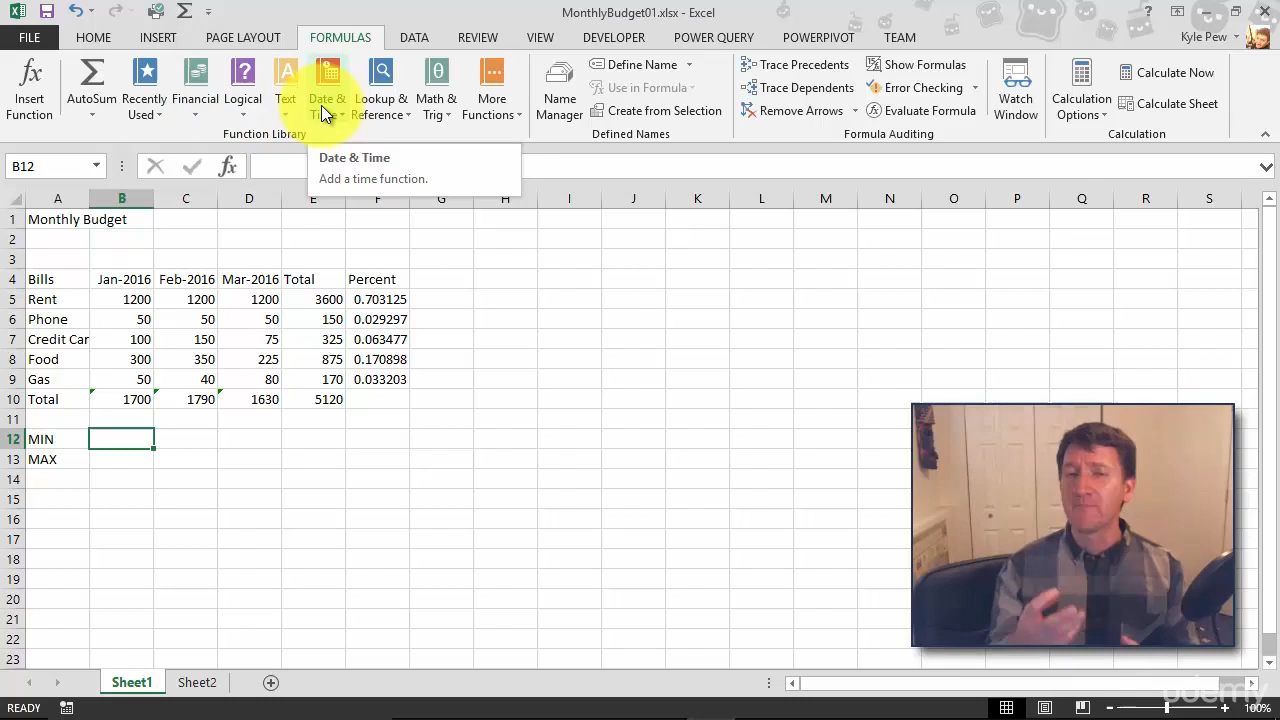 MonthlyBudget01.xlsx - Excel
FILE HOME INSERT PAGE LAYOUT FORMULAS DATA REVIEW VIEW DEVELOPER POWER QUERY POWERPIVOT TEAM Kyle Pew
Insert Function
AutoSum
Recently Used
Financial
Logical
Text
Date & Time
Lookup & Reference
Math & Trig
More Functions
Function Library
Name Manager
Define Name
Use in Formula
Create from Selection
Defined Names
Trace Precedents
Trace Dependents
Remove Arrows
Show Formulas
Error Checking
Evaluate Formula
Formula Auditing
Watch Window
Calculation Options
Calculate Now
Calculate Sheet
Calculation
B12 fx
Date & Time
Add a time function.
A B C D E F G H I J K L M N O P Q R S
1 Monthly Budget
2
3
4 Bills Jan-2016 Feb-2016 Mar-2016 Total Percent
5 Rent 1200 1200 1200 3600 0.703125
6 Phone 50 50 50 150 0.029297
7 Credit Car 100 150 75 325 0.063477
8 Food 300 350 225 875 0.170898
9 Gas 50 40 80 170 0.033203
10 Total 1700 1790 1630 5120
11
12 MIN
13 MAX
14
15
16
17
18
19
20
21
22
23
Sheet1 Sheet2
udemy
READY 100%